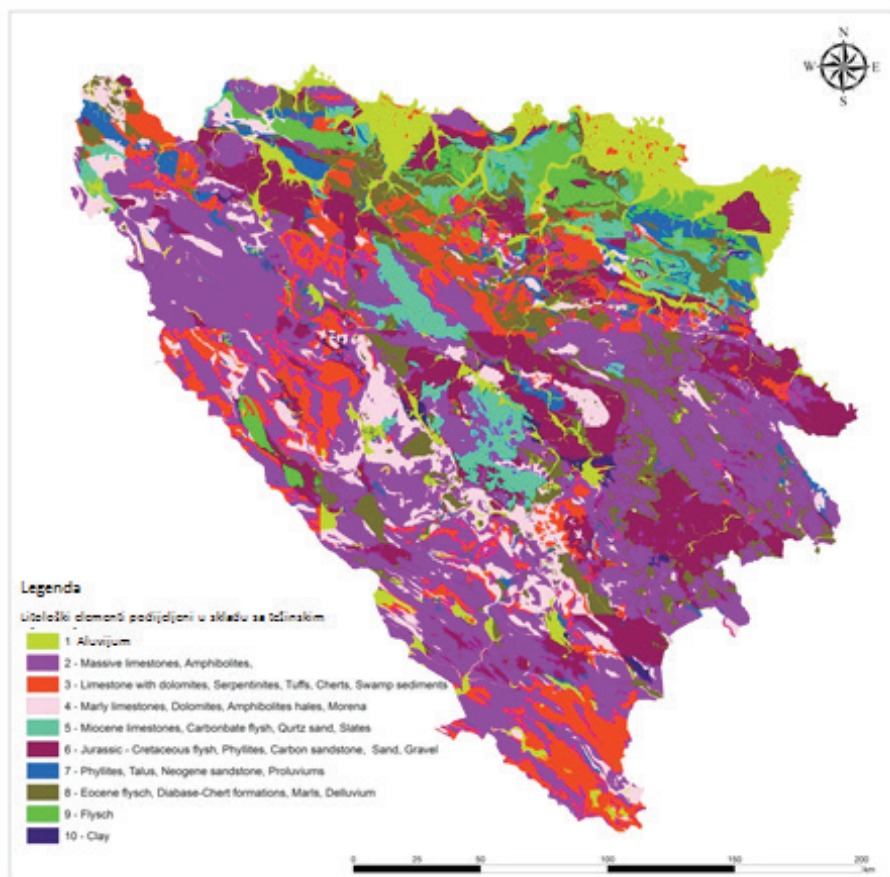 N
W E
S
Legenda
Litološki elementi podijeljeni u skladu sa težinskim
1 Aluvijum
2 - Massive limestones, Amphibolites,
3 - Limestone with dolomites, Serpentinites, Tuffs, Cherts, Swamp sediments
4 - Marly limestones, Dolomites, Amphibolites hales, Morena
5 - Miocene limestones, Carbonbate flysh, Qurtz sand, Slates
6 - Jurassic - Cretaceous flysh, Phyllites, Carbon sandstone, Sand, Gravel
7 - Phyllites, Talus, Neogene sandstone, Proluviums
8 - Eocene flysch, Diabase-Chert formations, Marls, Delluvium
9 - Flysch
10 - Clay
0 25 50 100 150 200
km